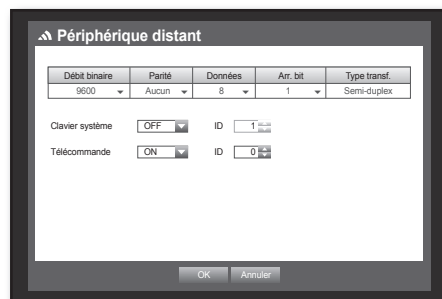 Périphérique distant
Débit binaire Parité Données Arr. bit Type transf.
9600 Aucun 8 1 Semi-duplex
Clavier système OFF ID 1
Télécommande ON ID 0
OK Annuler